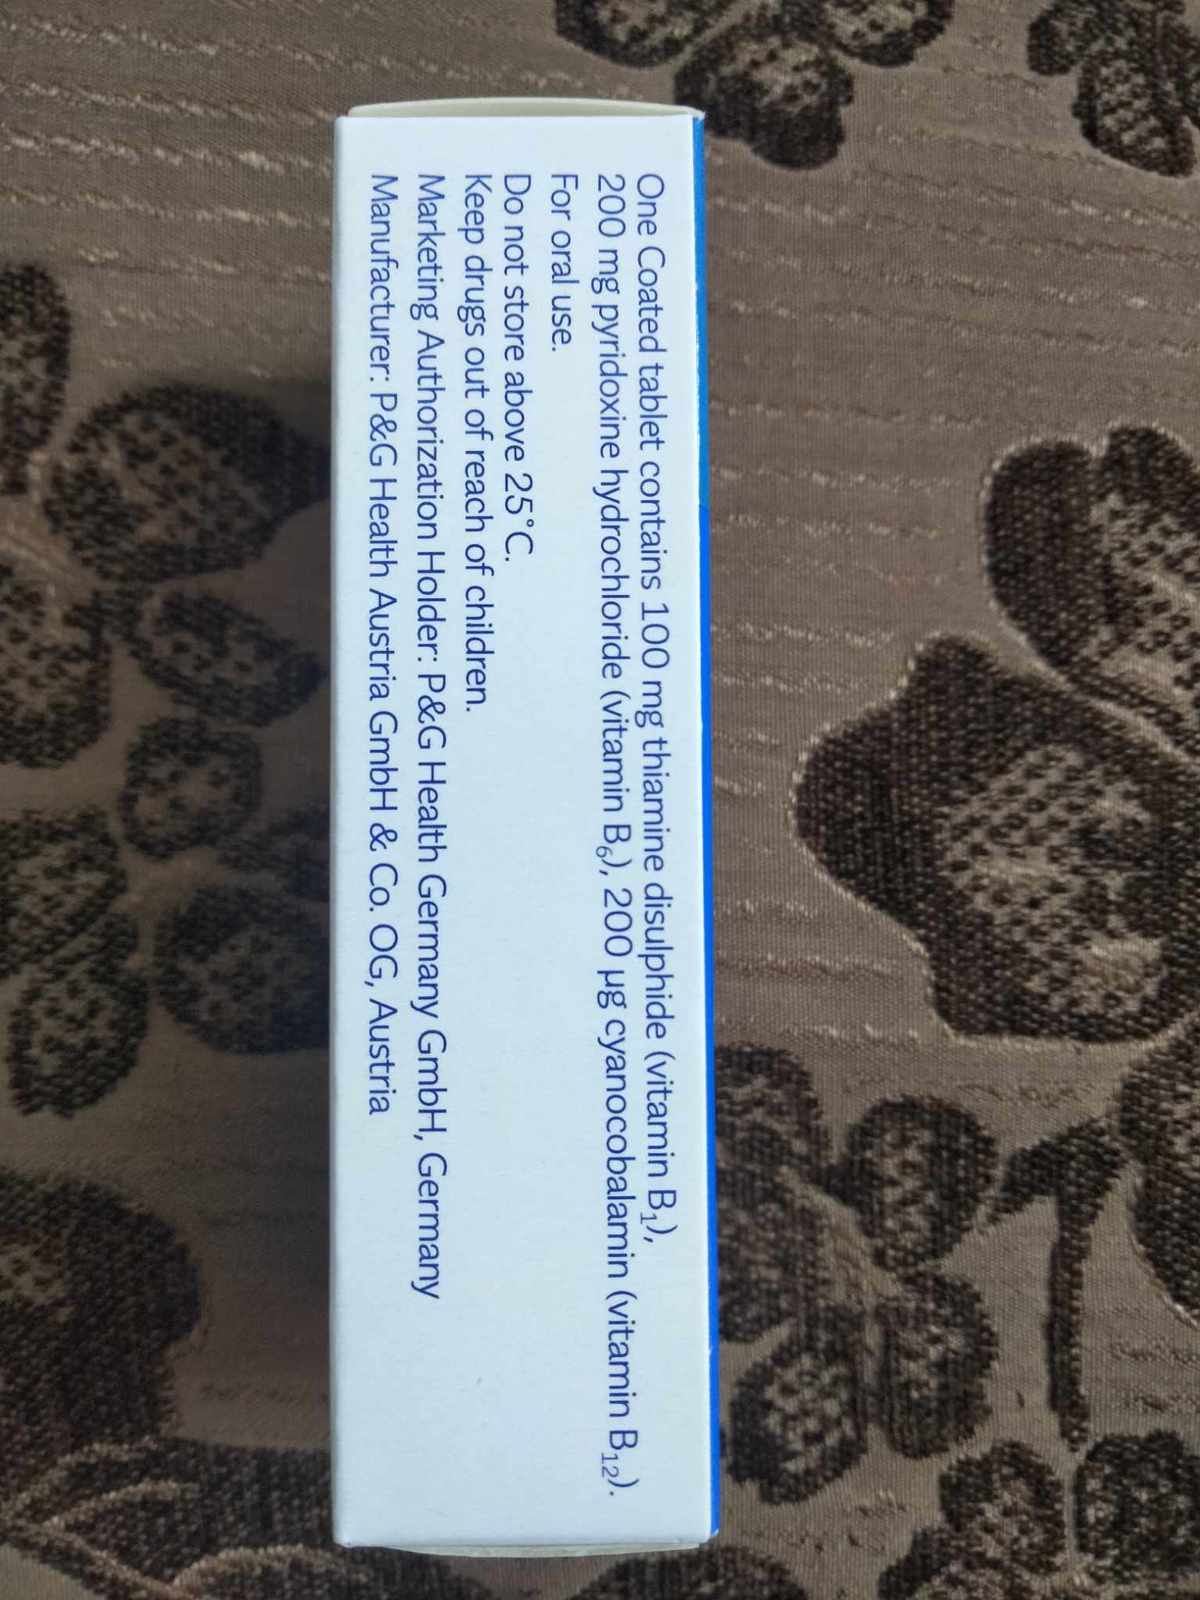 One Coated tablet contains 100 mg thiamine disulphide (vitamin B₁),
200 mg pyridoxine hydrochloride (vitamin B₆), 200 µg cyanocobalamin (vitamin B₁₂).
For oral use.
Do not store above 25°C.
Keep drugs out of reach of children.
Marketing Authorization Holder: P&G Health Germany GmbH, Germany
Manufacturer: P&G Health Austria GmbH & Co. OG, Austria